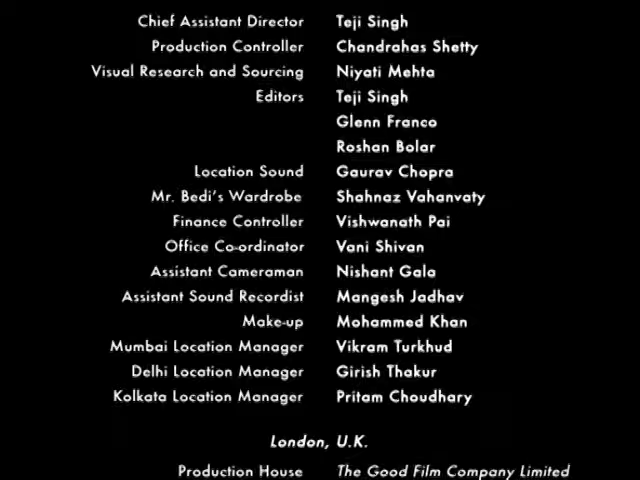 Chief Assistant Director Teji Singh
Production Controller Chandrahas Shetty
Visual Research and Sourcing Niyati Mehta
Editors Teji Singh
Glenn Franco
Roshan Bolar
Location Sound Gaurav Chopra
Mr. Bedi's Wardrobe Shahnaz Vahanvaty
Finance Controller Vishwanath Pai
Office Co-ordinator Vani Shivan
Assistant Cameraman Nishant Gala
Assistant Sound Recordist Mangesh Jadhav
Make-up Mohammed Khan
Mumbai Location Manager Vikram Turkhud
Delhi Location Manager Girish Thakur
Kolkata Location Manager Pritam Choudhary
London, U.K.
Production House The Good Film Company Limited